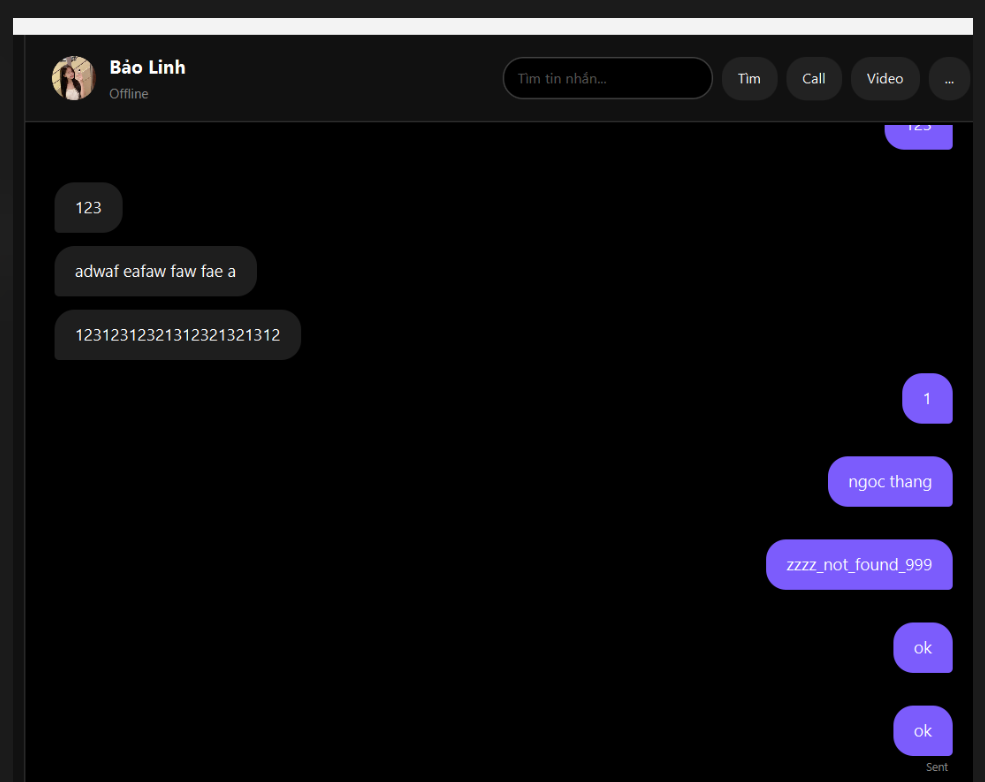 Bảo Linh
Offline
Tìm tin nhắn...
Tìm
Call
Video
...
123
123
adwaf eafaw faw fae a
12312312321312321321312
1
ngoc thang
zzzz_not_found_999
ok
ok
Sent